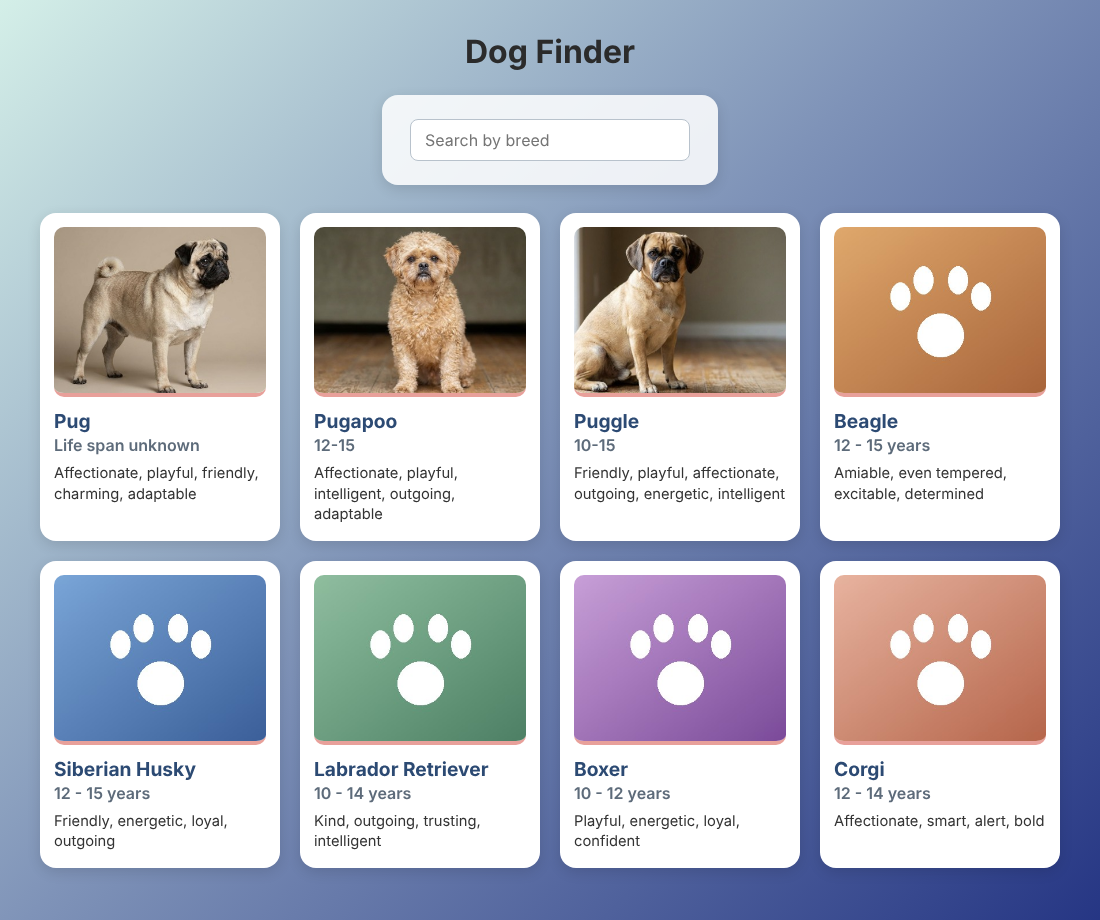 Dog Finder
Search by breed
Pug
Life span unknown
Affectionate, playful, friendly,
charming, adaptable
Pugapoo
12-15
Affectionate, playful,
intelligent, outgoing,
adaptable
Puggle
10-15
Friendly, playful, affectionate,
outgoing, energetic, intelligent
Beagle
12 - 15 years
Amiable, even tempered,
excitable, determined
Siberian Husky
12 - 15 years
Friendly, energetic, loyal,
outgoing
Labrador Retriever
10 - 14 years
Kind, outgoing, trusting,
intelligent
Boxer
10 - 12 years
Playful, energetic, loyal,
confident
Corgi
12 - 14 years
Affectionate, smart, alert, bold